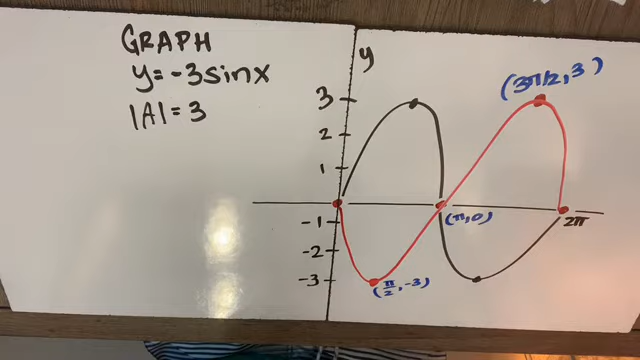 GRAPH
y=-3sinx
|A|=3
y
(3π/2, 3)
3
2
1
-1
-2
-3
(π,0)
2π
(π/2, -3)